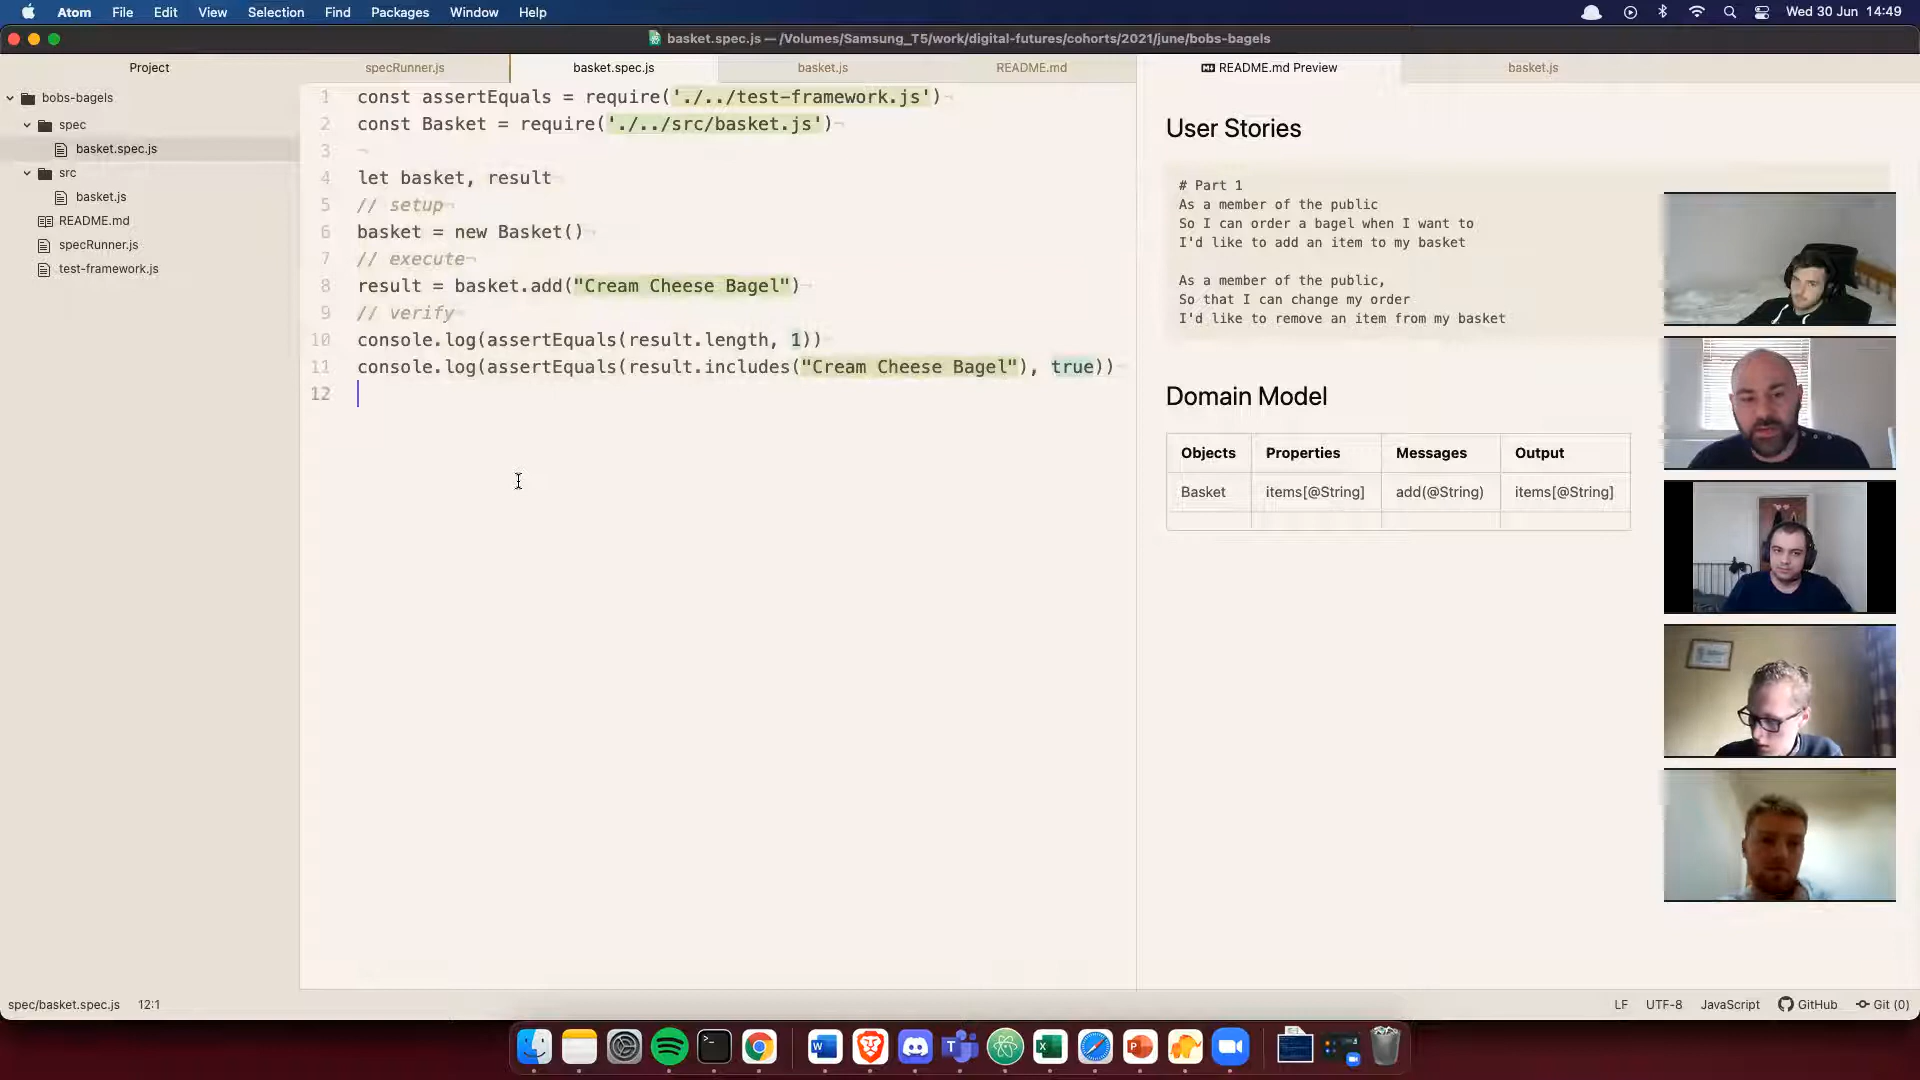 Atom File Edit View Selection Find Packages Window Help
Wed 30 Jun 14:49
basket.spec.js — /Volumes/Samsung_T5/work/digital-futures/cohorts/2021/june/bobs-bagels
Project
specRunner.js
basket.spec.js
basket.js
README.md
README.md Preview
basket.js
bobs-bagels
spec
basket.spec.js
src
basket.js
README.md
specRunner.js
test-framework.js
1 const assertEquals = require('./../test-framework.js')
2 const Basket = require('./../src/basket.js')
3
4 let basket, result
5 // setup
6 basket = new Basket()
7 // execute
8 result = basket.add("Cream Cheese Bagel")
9 // verify
10 console.log(assertEquals(result.length, 1))
11 console.log(assertEquals(result.includes("Cream Cheese Bagel"), true))
12
User Stories
# Part 1
As a member of the public
So I can order a bagel when I want to
I'd like to add an item to my basket
As a member of the public,
So that I can change my order
I'd like to remove an item from my basket
Domain Model
Objects Properties Messages Output
Basket items[@String] add(@String) items[@String]
spec/basket.spec.js 12:1
LF UTF-8 JavaScript GitHub Git (0)